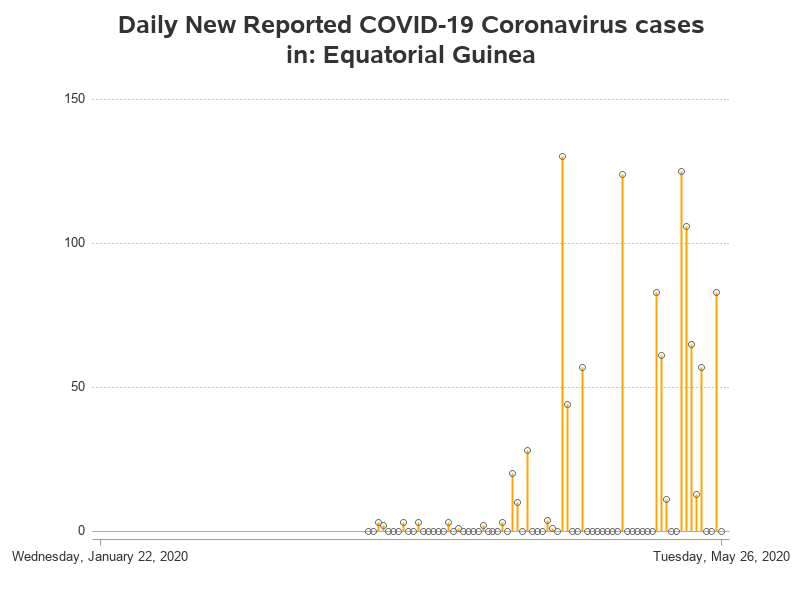 Daily New Reported COVID-19 Coronavirus cases
in: Equatorial Guinea
150
100
50
0
Wednesday, January 22, 2020 Tuesday, May 26, 2020